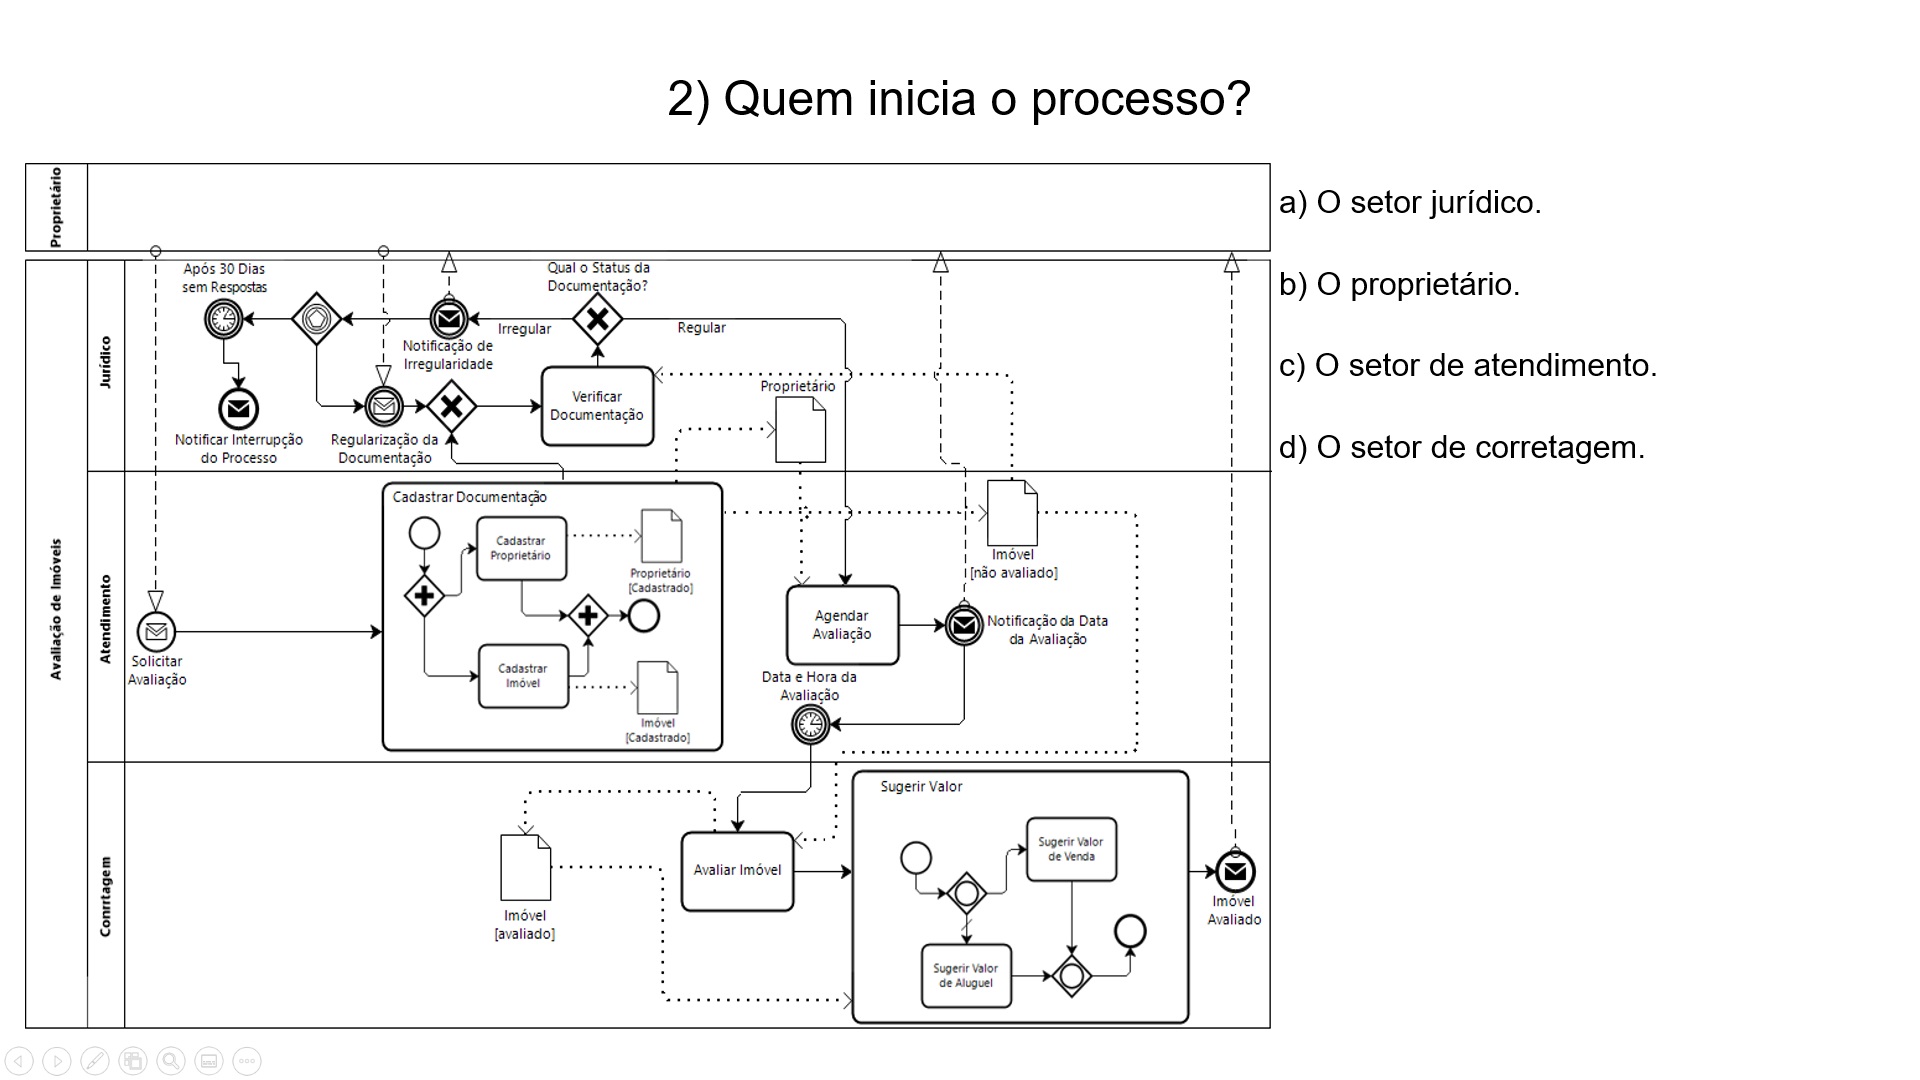 2) Quem inicia o processo?
Proprietário
a) O setor jurídico.
b) O proprietário.
c) O setor de atendimento.
d) O setor de corretagem.
Avaliação de Imóveis
Jurídico
Após 30 Dias
sem Respostas
Qual o Status da
Documentação?
Irregular
Regular
Notificação de
Irregularidade
Verificar
Documentação
Proprietário
Notificar Interrupção
do Processo
Regularização da
Documentação
Atendimento
Solicitar
Avaliação
Cadastrar Documentação
Cadastrar
Proprietário
Proprietário
[Cadastrado]
Cadastrar
Imóvel
Imóvel
[Cadastrado]
Imóvel
[não avaliado]
Agendar
Avaliação
Notificação da Data
da Avaliação
Data e Hora da
Avaliação
Conrrtagem
Imóvel
[avaliado]
Avaliar Imóvel
Sugerir Valor
Sugerir Valor
de Venda
Sugerir Valor
de Aluguel
Imóvel
Avaliado